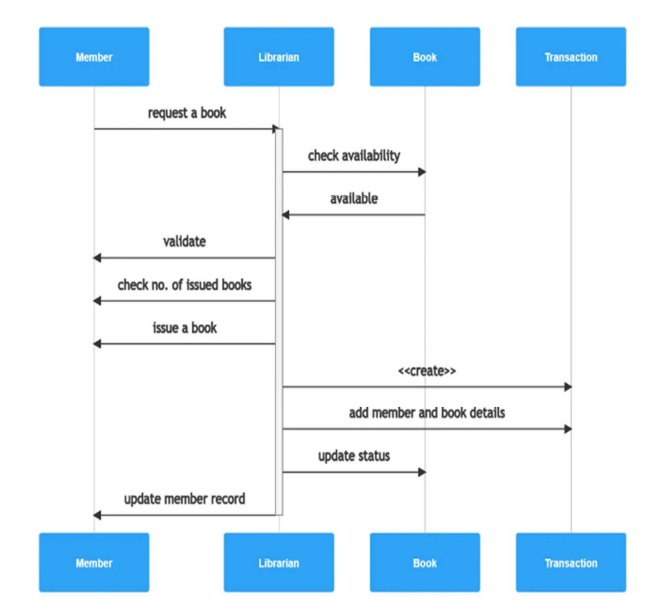 Member
Librarian
Book
Transaction
request a book
check availability
available
validate
check no. of issued books
issue a book
<<create>>
add member and book details
update status
update member record
Member
Librarian
Book
Transaction